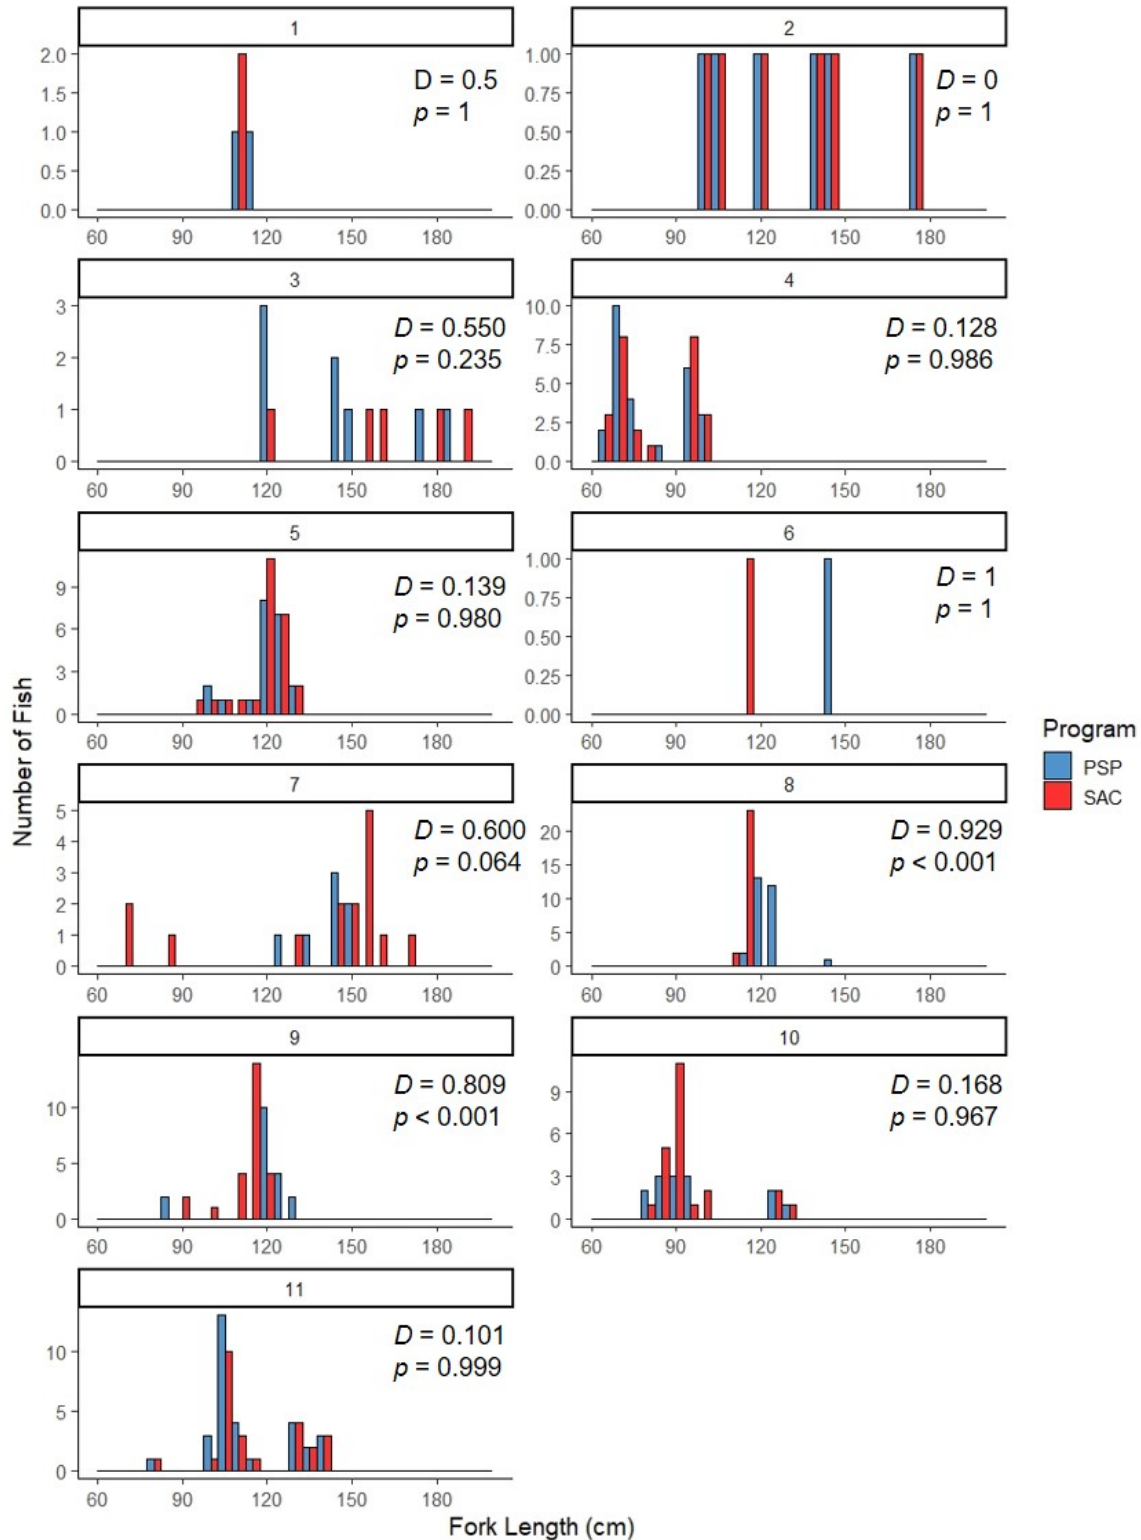 1
2.0
1.5
1.0
0.5
0.0
D = 0.5
p = 1
60 90 120 150 180
2
1.00
0.75
0.50
0.25
0.00
D = 0
p = 1
60 90 120 150 180
3
3
2
1
0
D = 0.550
p = 0.235
60 90 120 150 180
4
10.0
7.5
5.0
2.5
0.0
D = 0.128
p = 0.986
60 90 120 150 180
5
9
6
3
0
D = 0.139
p = 0.980
60 90 120 150 180
6
1.00
0.75
0.50
0.25
0.00
D = 1
p = 1
60 90 120 150 180
7
5
4
3
2
1
0
D = 0.600
p = 0.064
60 90 120 150 180
8
20
15
10
5
0
D = 0.929
p < 0.001
60 90 120 150 180
9
10
5
0
D = 0.809
p < 0.001
60 90 120 150 180
10
9
6
3
0
D = 0.168
p = 0.967
60 90 120 150 180
11
10
5
0
D = 0.101
p = 0.999
60 90 120 150 180
Number of Fish
Fork Length (cm)
Program
PSP
SAC